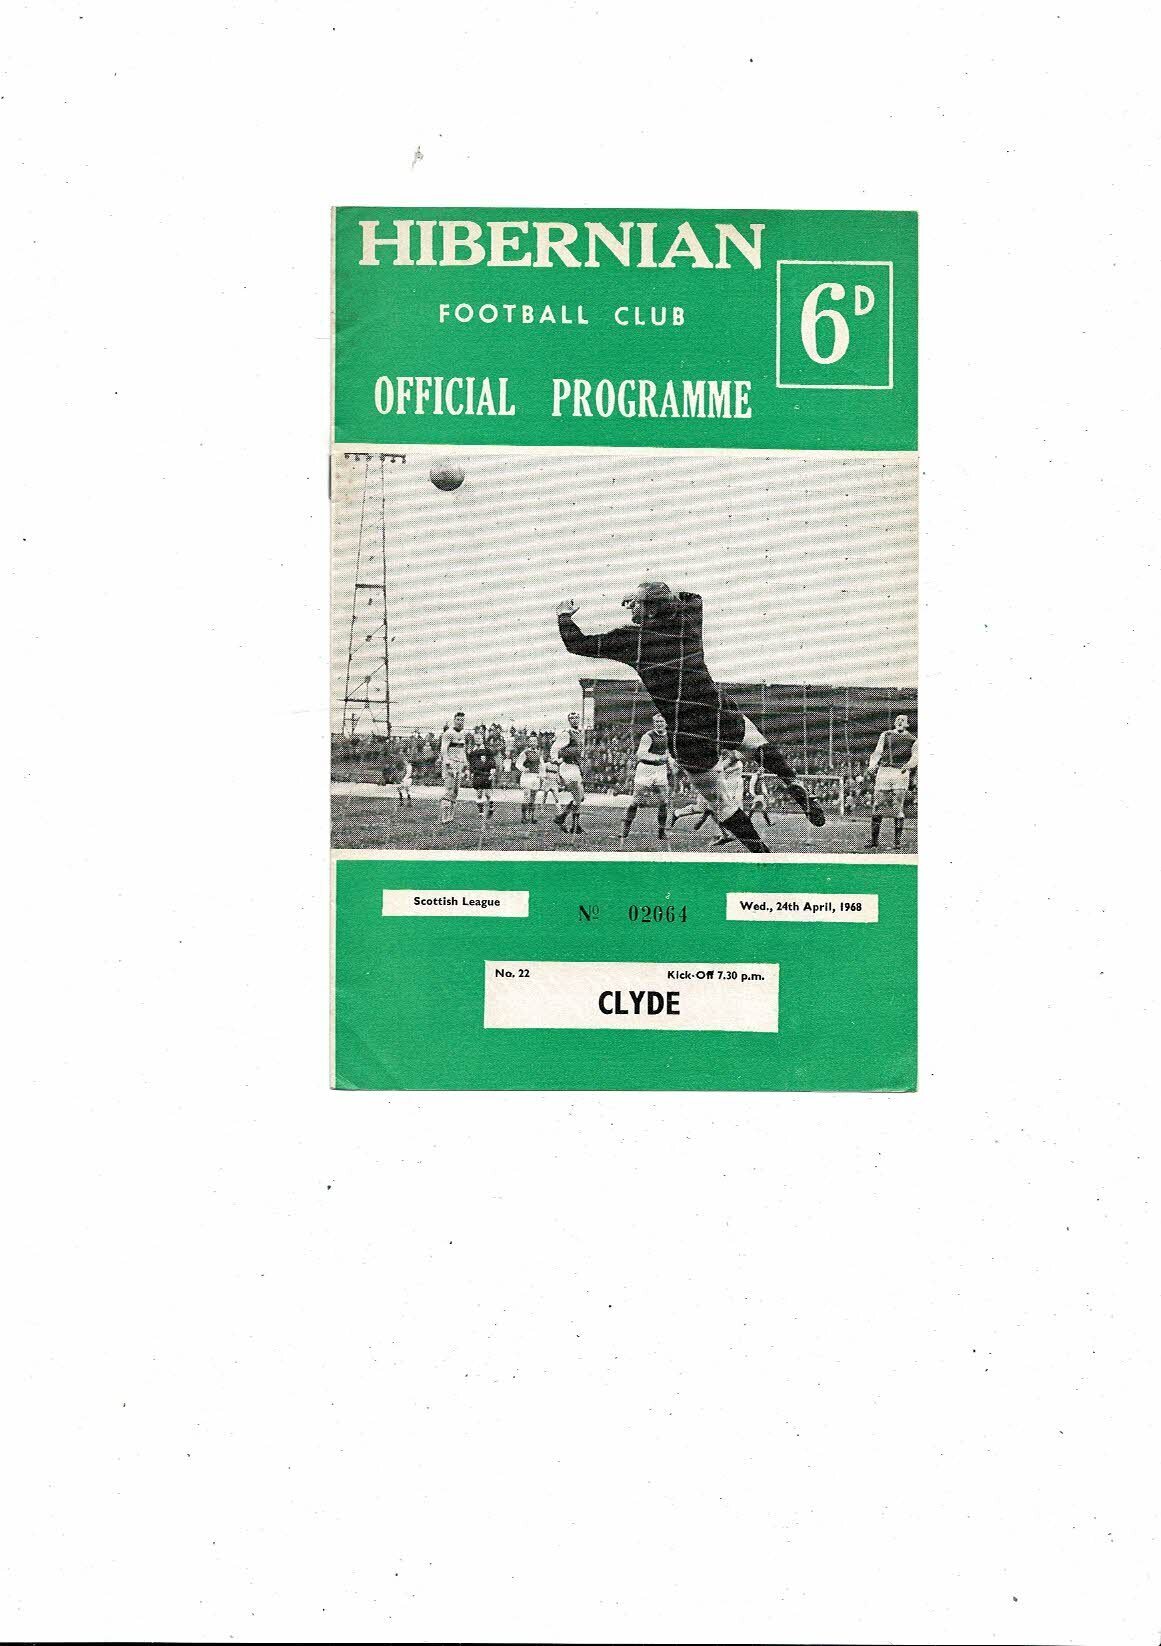 HIBERNIAN
FOOTBALL CLUB
6D
OFFICIAL PROGRAMME
Scottish League
Nº 02064
Wed., 24th April, 1968
No. 22 Kick-Off 7.30 p.m.
CLYDE